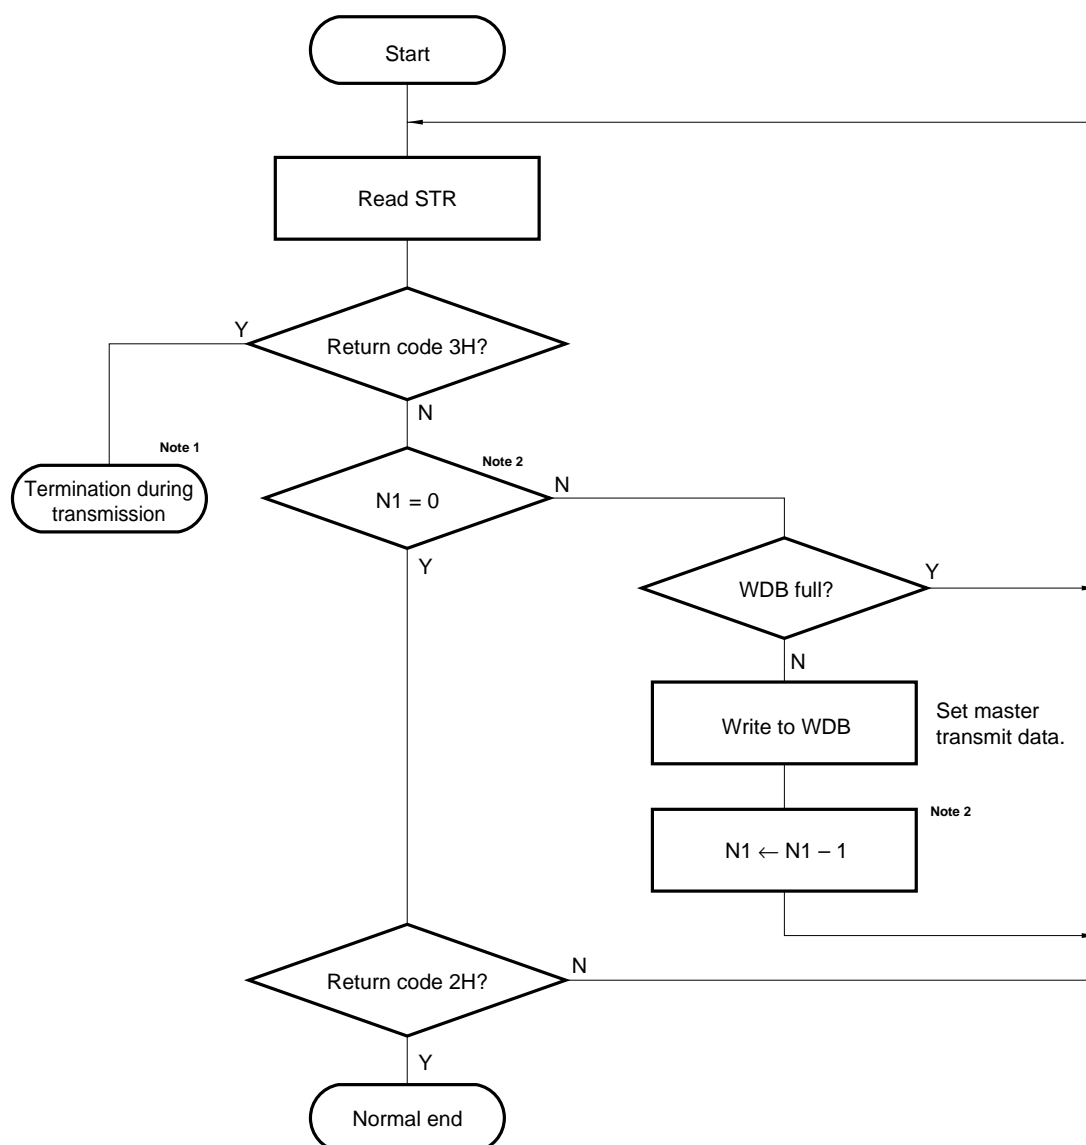 Start
Read STR
Y
Return code 3H?
N
Note 1
Termination during
transmission
Note 2
N1 = 0
N
Y
WDB full?
Y
N
Write to WDB
Set master
transmit data.
Note 2
N1 ← N1 – 1
Return code 2H?
N
Y
Normal end